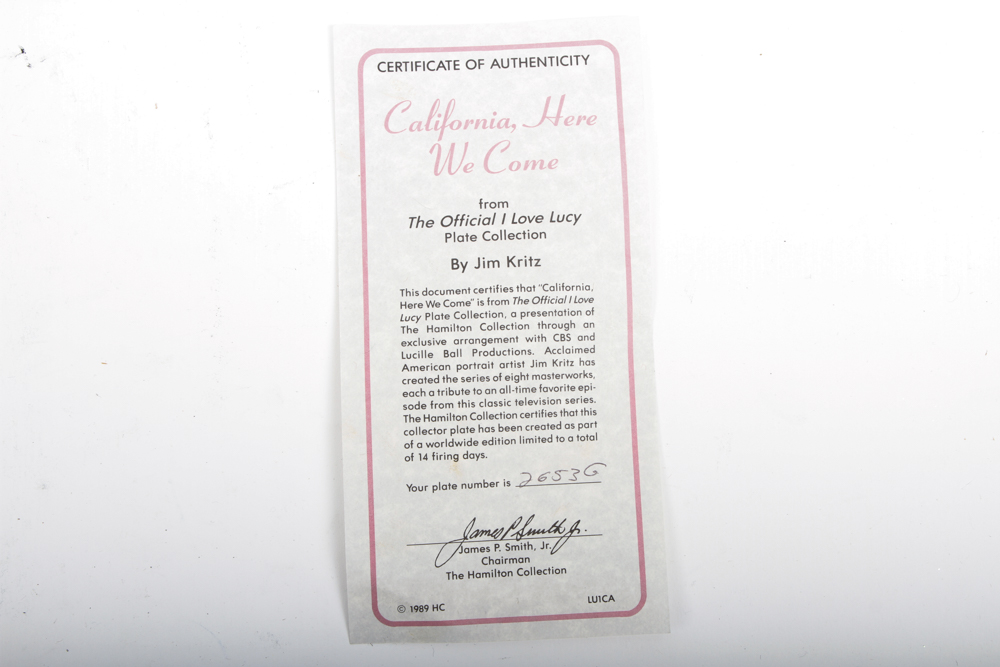 CERTIFICATE OF AUTHENTICITY
California, Here
We Come
from
The Official I Love Lucy
Plate Collection
By Jim Kritz
This document certifies that "California,
Here We Come" is from The Official I Love
Lucy Plate Collection, a presentation of
The Hamilton Collection through an
exclusive arrangement with CBS and
Lucille Ball Productions. Acclaimed
American portrait artist Jim Kritz has
created the series of eight masterworks,
each a tribute to an all-time favorite epi-
sode from this classic television series.
The Hamilton Collection certifies that this
collector plate has been created as part
of a worldwide edition limited to a total
of 14 firing days.
Your plate number is 2653G
James P. Smith Jr.
James P. Smith, Jr.
Chairman
The Hamilton Collection
© 1989 HC
LU1CA